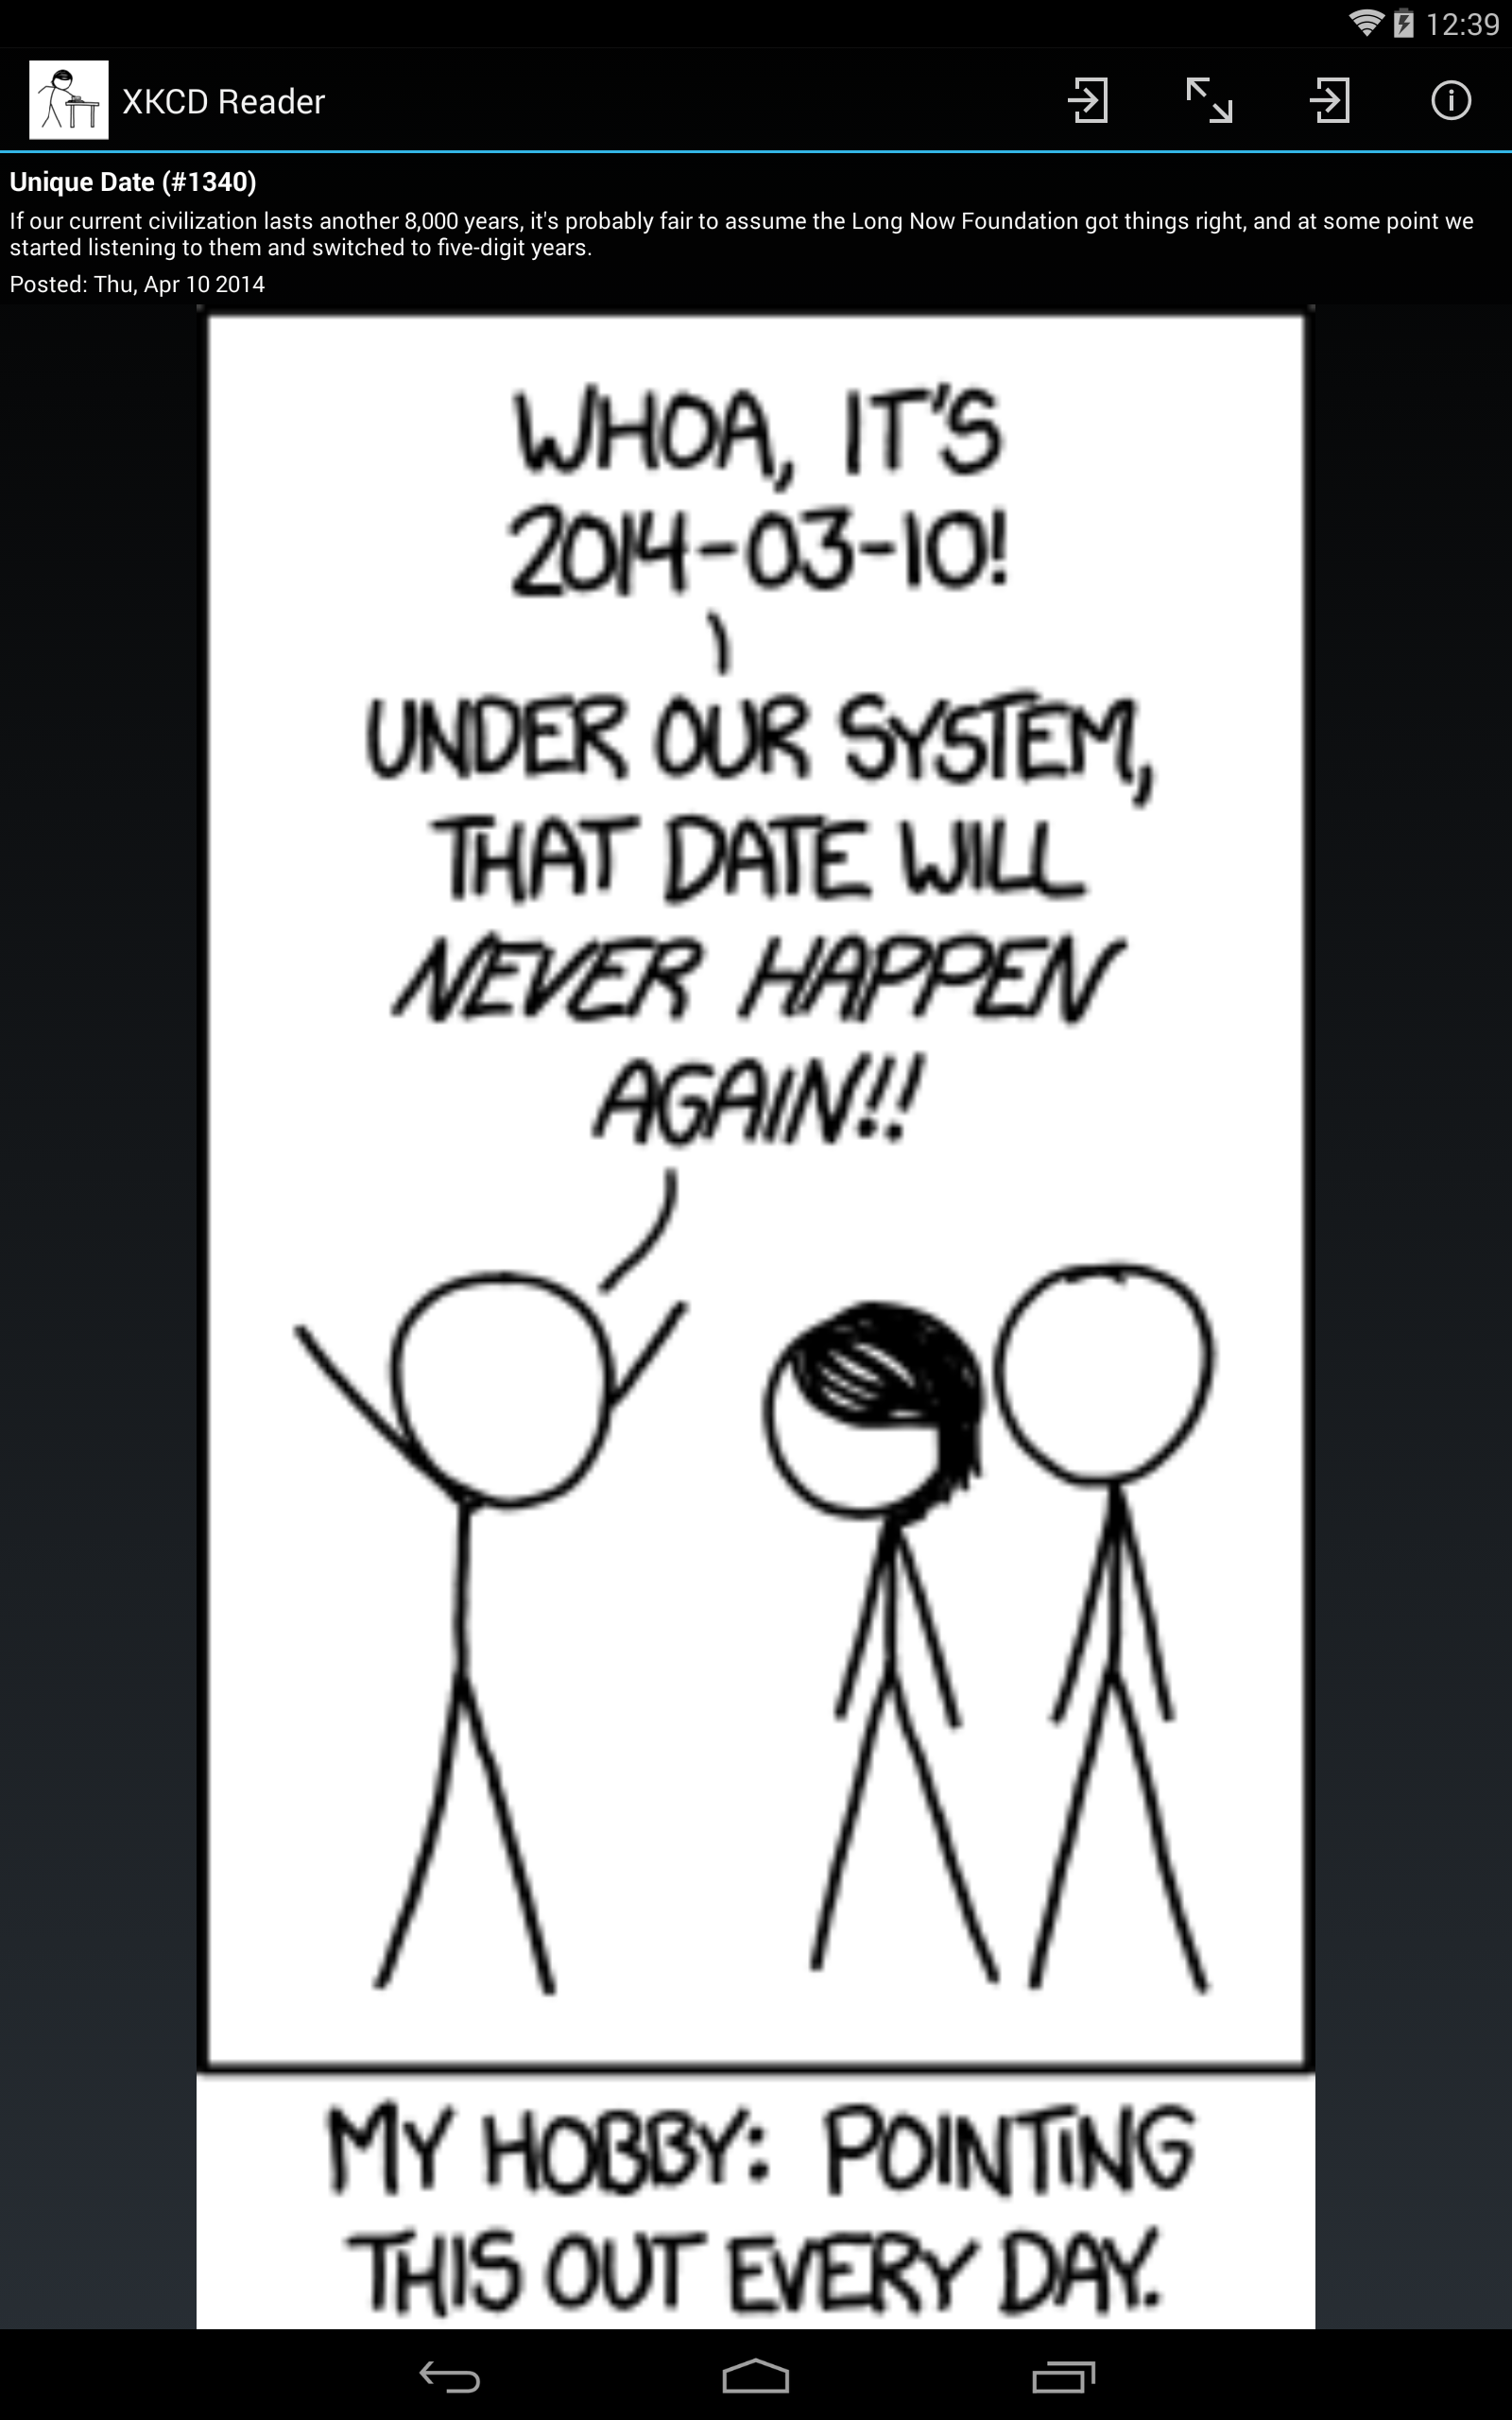 12:39
XKCD Reader
Unique Date (#1340)
If our current civilization lasts another 8,000 years, it's probably fair to assume the Long Now Foundation got things right, and at some point we
started listening to them and switched to five-digit years.
Posted: Thu, Apr 10 2014
WHOA, IT'S
2014-03-10!
UNDER OUR SYSTEM,
THAT DATE WILL
NEVER HAPPEN
AGAIN!!
MY HOBBY: POINTING
THIS OUT EVERY DAY.